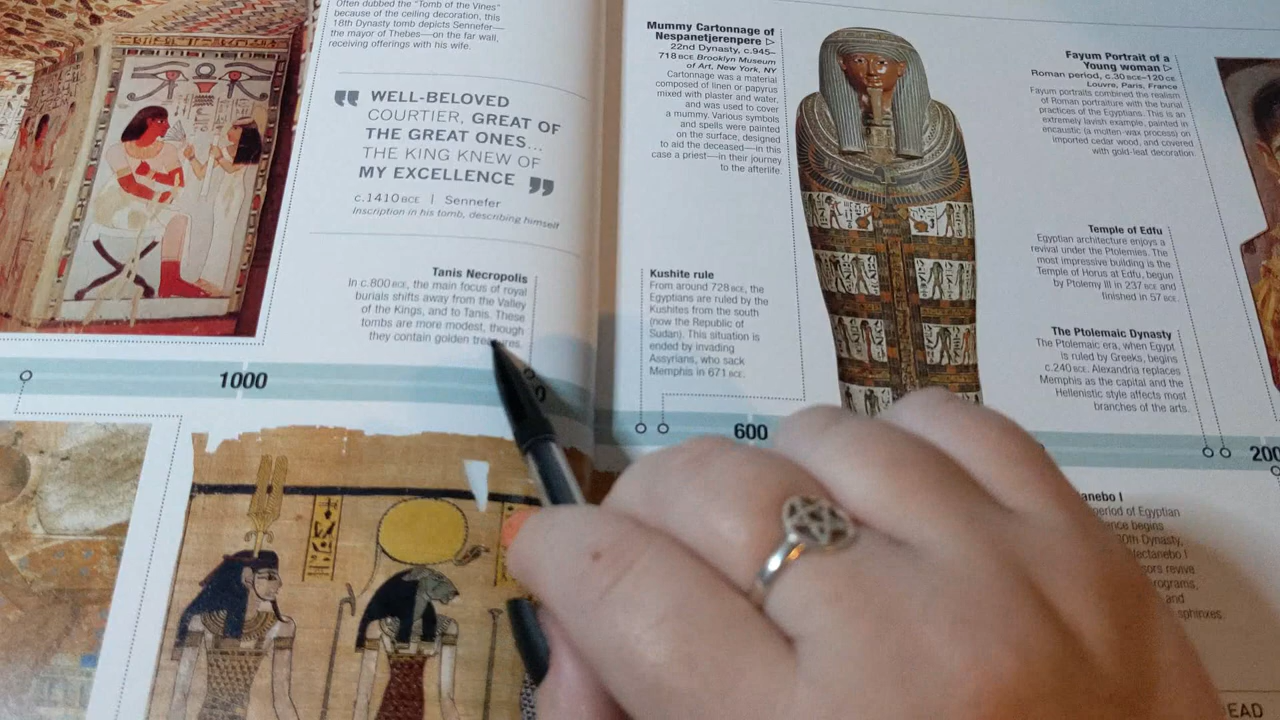 Often dubbed the "Tomb of the Vines"
because of the ceiling decoration, this
18th Dynasty tomb depicts Sennefer—
the mayor of Thebes—on the far wall,
receiving offerings with his wife.
❝ WELL-BELOVED
COURTIER, GREAT OF
THE GREAT ONES...
THE KING KNEW OF
MY EXCELLENCE ❞
c.1410 BCE | Sennefer
Inscription in his tomb, describing himself
Tanis Necropolis
In c.800 BCE, the main focus of royal
burials shifts away from the Valley
of the Kings, and to Tanis. These
tombs are more modest, though
they contain golden treasures.
1000
Mummy Cartonnage of
Nespanetjerenpere ▷
22nd Dynasty, c.945–
718 BCE Brooklyn Museum
of Art, New York, NY
Cartonnage was a material
composed of linen or papyrus
mixed with plaster and water,
and was used to cover
a mummy. Various symbols
and spells were painted
on the surface, designed
to aid the deceased—in this
case a priest—in their journey
to the afterlife.
Kushite rule
From around 728 BCE, the
Egyptians are ruled by the
Kushites from the south
(now the Republic of
Sudan). This situation is
ended by invading
Assyrians, who sack
Memphis in 671 BCE.
600
Fayum Portrait of a
Young woman ▷
Roman period, c.30 BCE–120 CE
Louvre, Paris, France
Fayum portraits combined the realism
of Roman portraiture with the burial
practices of the Egyptians. This is an
extremely lavish example, painted in
encaustic (a molten-wax process) on
imported cedar wood, and covered
with gold-leaf decoration.
Temple of Edfu
Egyptian architecture enjoys a
revival under the Ptolemies. The
most impressive building is the
Temple of Horus at Edfu, begun
by Ptolemy III in 237 BCE and
finished in 57 BCE.
The Ptolemaic Dynasty
The Ptolemaic era, when Egypt
is ruled by Greeks, begins
c.240 BCE. Alexandria replaces
Memphis as the capital and the
Hellenistic style affects most
branches of the arts.
200
anebo I
period of Egyptian
ence begins
30th Dynasty,
Nectanebo I
sors revive
rograms,
and
sphinxes.
EAD